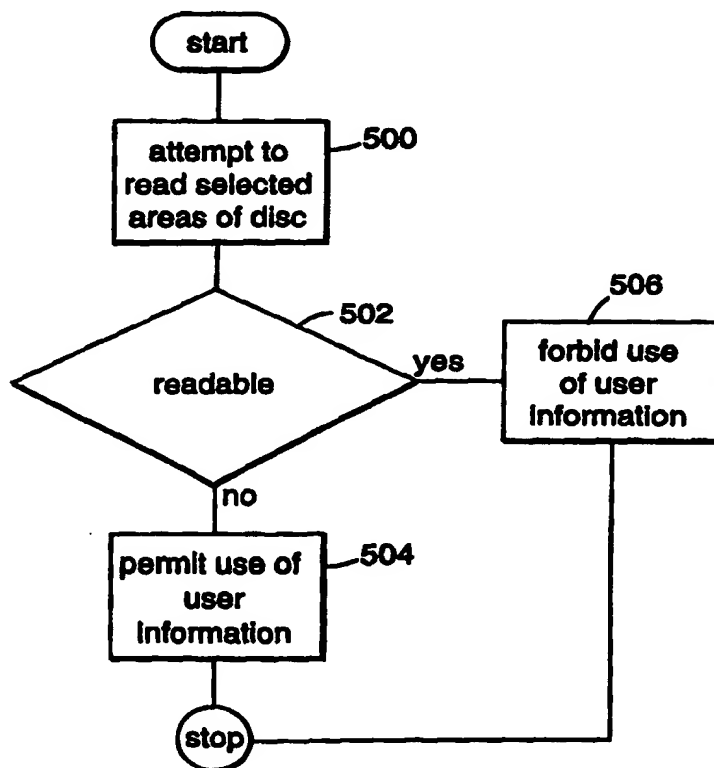 start
attempt to
read selected
areas of disc
500
502
readable
yes
506
forbid use
of user
information
no
permit use of
user
information
504
stop